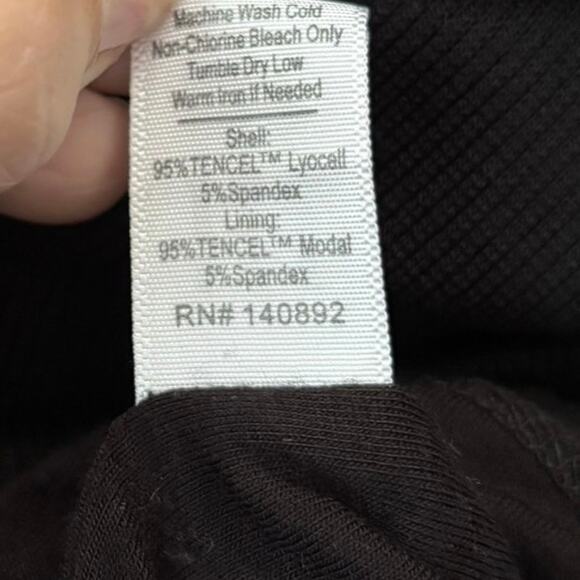 Machine Wash Cold
Non-Chlorine Bleach Only
Tumble Dry Low
Warm Iron If Needed
Shell:
95%TENCEL™ Lyocell
5%Spandex
Lining:
95%TENCEL™ Modal
5%Spandex
RN# 140892